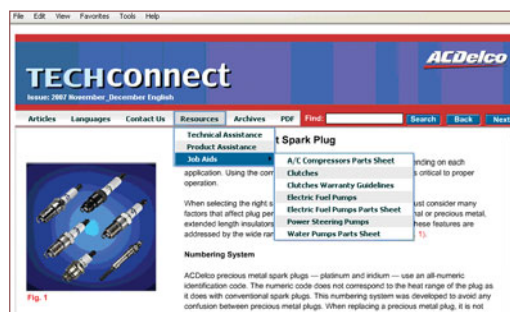 File Edit View Favorites Tools Help
ACDelco
TECHconnect
Issue: 2007 November_December English
Articles Languages Contact Us Resources Archives PDF Find: Search Back Next
Technical Assistance
Product Assistance
Job Aids
t Spark Plug
A/C Compressors Parts Sheet
Clutches
Clutches Warranty Guidelines
Electric Fuel Pumps
Electric Fuel Pumps Parts Sheet
Power Steering Pumps
Water Pumps Parts Sheet
ending on each
application. Using the corr
s critical to proper
operation.
When selecting the right s
ust consider many
factors that affect plug per
nal or precious metal,
extended length insulators
hese features are
addressed by the wide ran
1).
Numbering System
ACDelco precious metal spark plugs — platinum and iridium — use an all-numeric
identification code. The numeric code does not correspond to the heat range of the plug as
it does with conventional spark plugs. This numbering system was developed to avoid any
confusion between precious metal plugs. When replacing a precious metal plug, it is not
Fig. 1